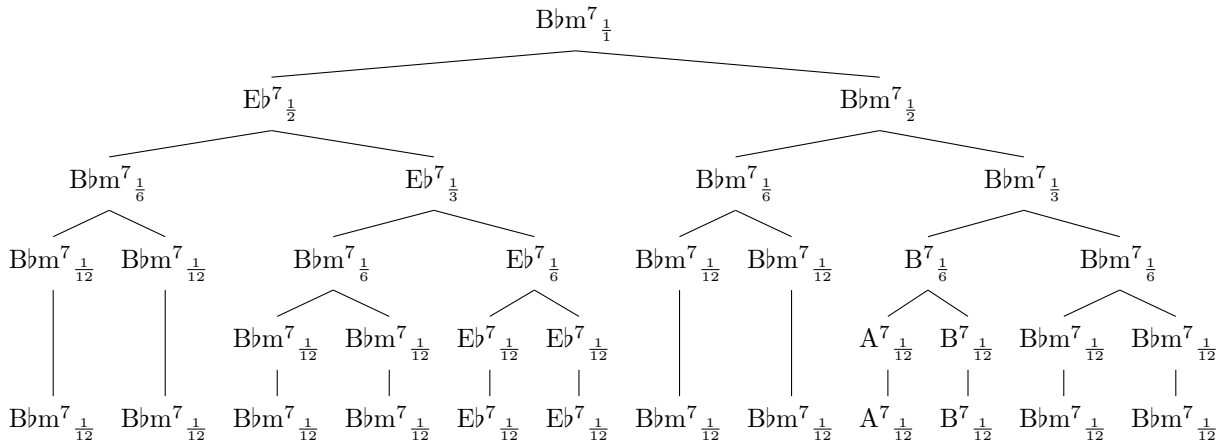 B♭m⁷ 1/1
E♭⁷ 1/2 B♭m⁷ 1/2
B♭m⁷ 1/6 E♭⁷ 1/3 B♭m⁷ 1/6 B♭m⁷ 1/3
B♭m⁷ 1/12 B♭m⁷ 1/12 B♭m⁷ 1/6 E♭⁷ 1/6 B♭m⁷ 1/12 B♭m⁷ 1/12 B⁷ 1/6 B♭m⁷ 1/6
B♭m⁷ 1/12 B♭m⁷ 1/12 E♭⁷ 1/12 E♭⁷ 1/12 A⁷ 1/12 B⁷ 1/12 B♭m⁷ 1/12 B♭m⁷ 1/12
B♭m⁷ 1/12 B♭m⁷ 1/12 B♭m⁷ 1/12 B♭m⁷ 1/12 E♭⁷ 1/12 E♭⁷ 1/12 B♭m⁷ 1/12 B♭m⁷ 1/12 A⁷ 1/12 B⁷ 1/12 B♭m⁷ 1/12 B♭m⁷ 1/12